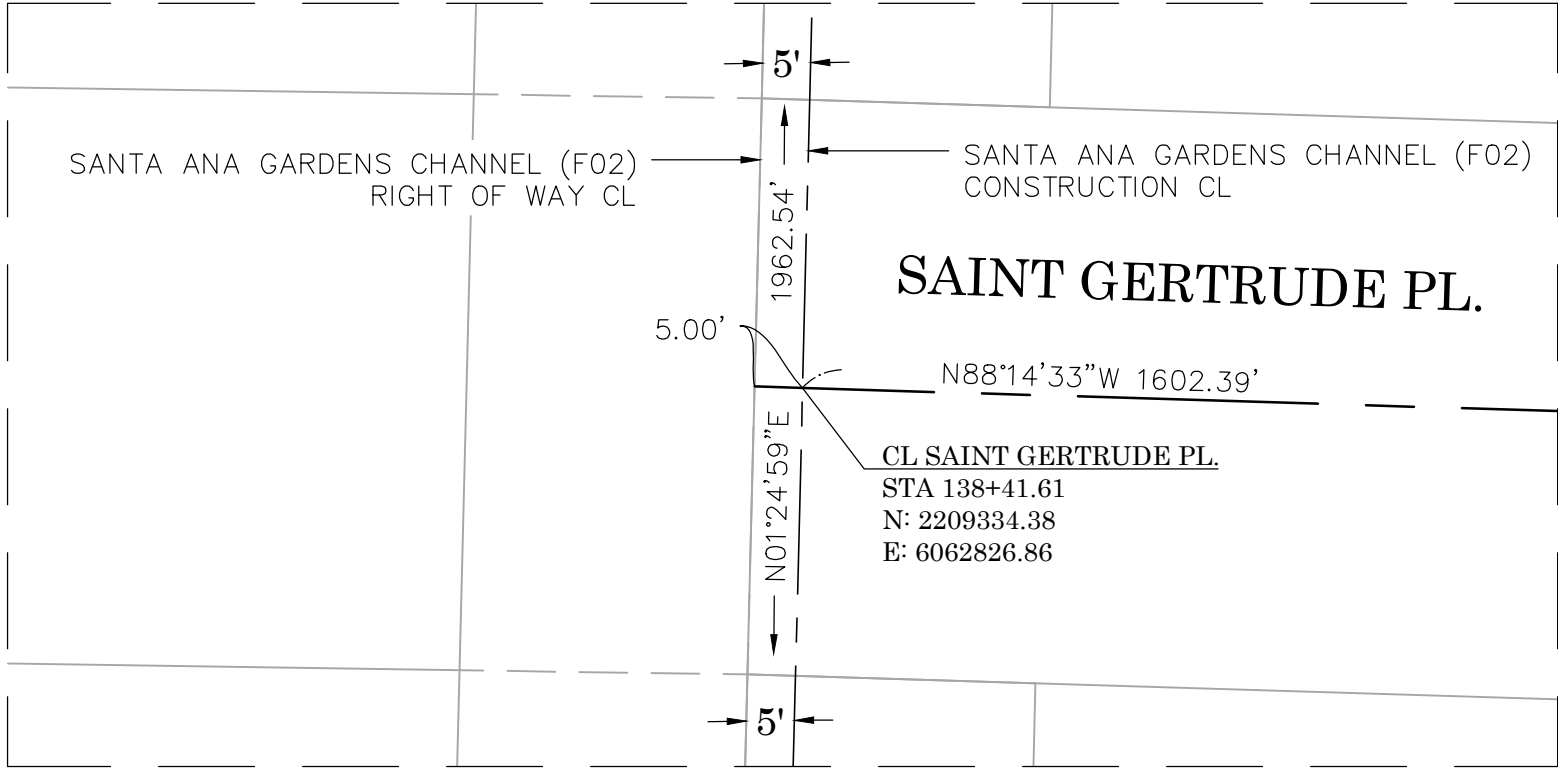 5'
SANTA ANA GARDENS CHANNEL (F02)
RIGHT OF WAY CL
SANTA ANA GARDENS CHANNEL (F02)
CONSTRUCTION CL
1962.54'
SAINT GERTRUDE PL.
5.00'
N88°14'33"W 1602.39'
N01°24'59"E
CL SAINT GERTRUDE PL.
STA 138+41.61
N: 2209334.38
E: 6062826.86
5'